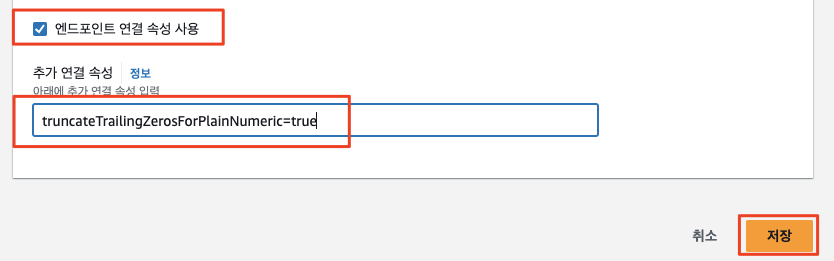 엔드포인트 연결 속성 사용
추가 연결 속성 정보
아래에 추가 연결 속성 입력
truncateTrailingZerosForPlainNumeric=true
취소 저장